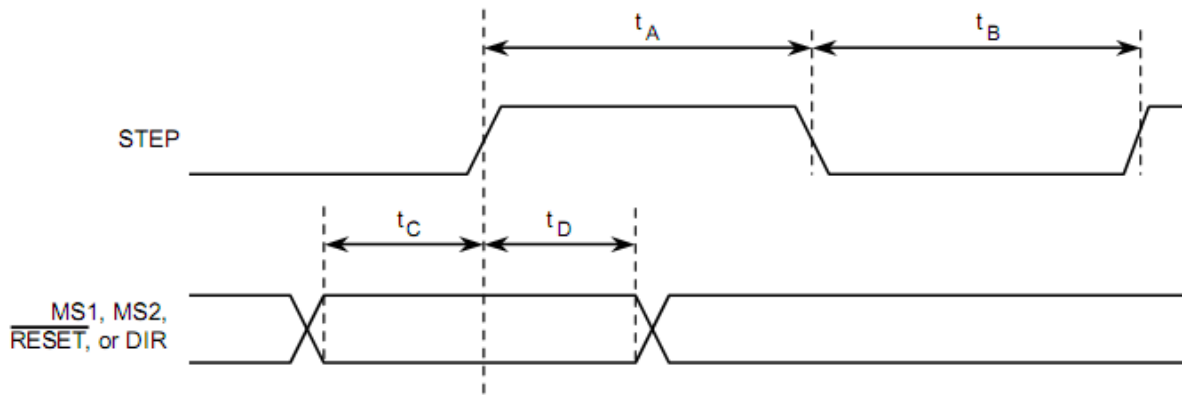 tA
tB
STEP
tC
tD
MS1, MS2,
RESET, or DIR